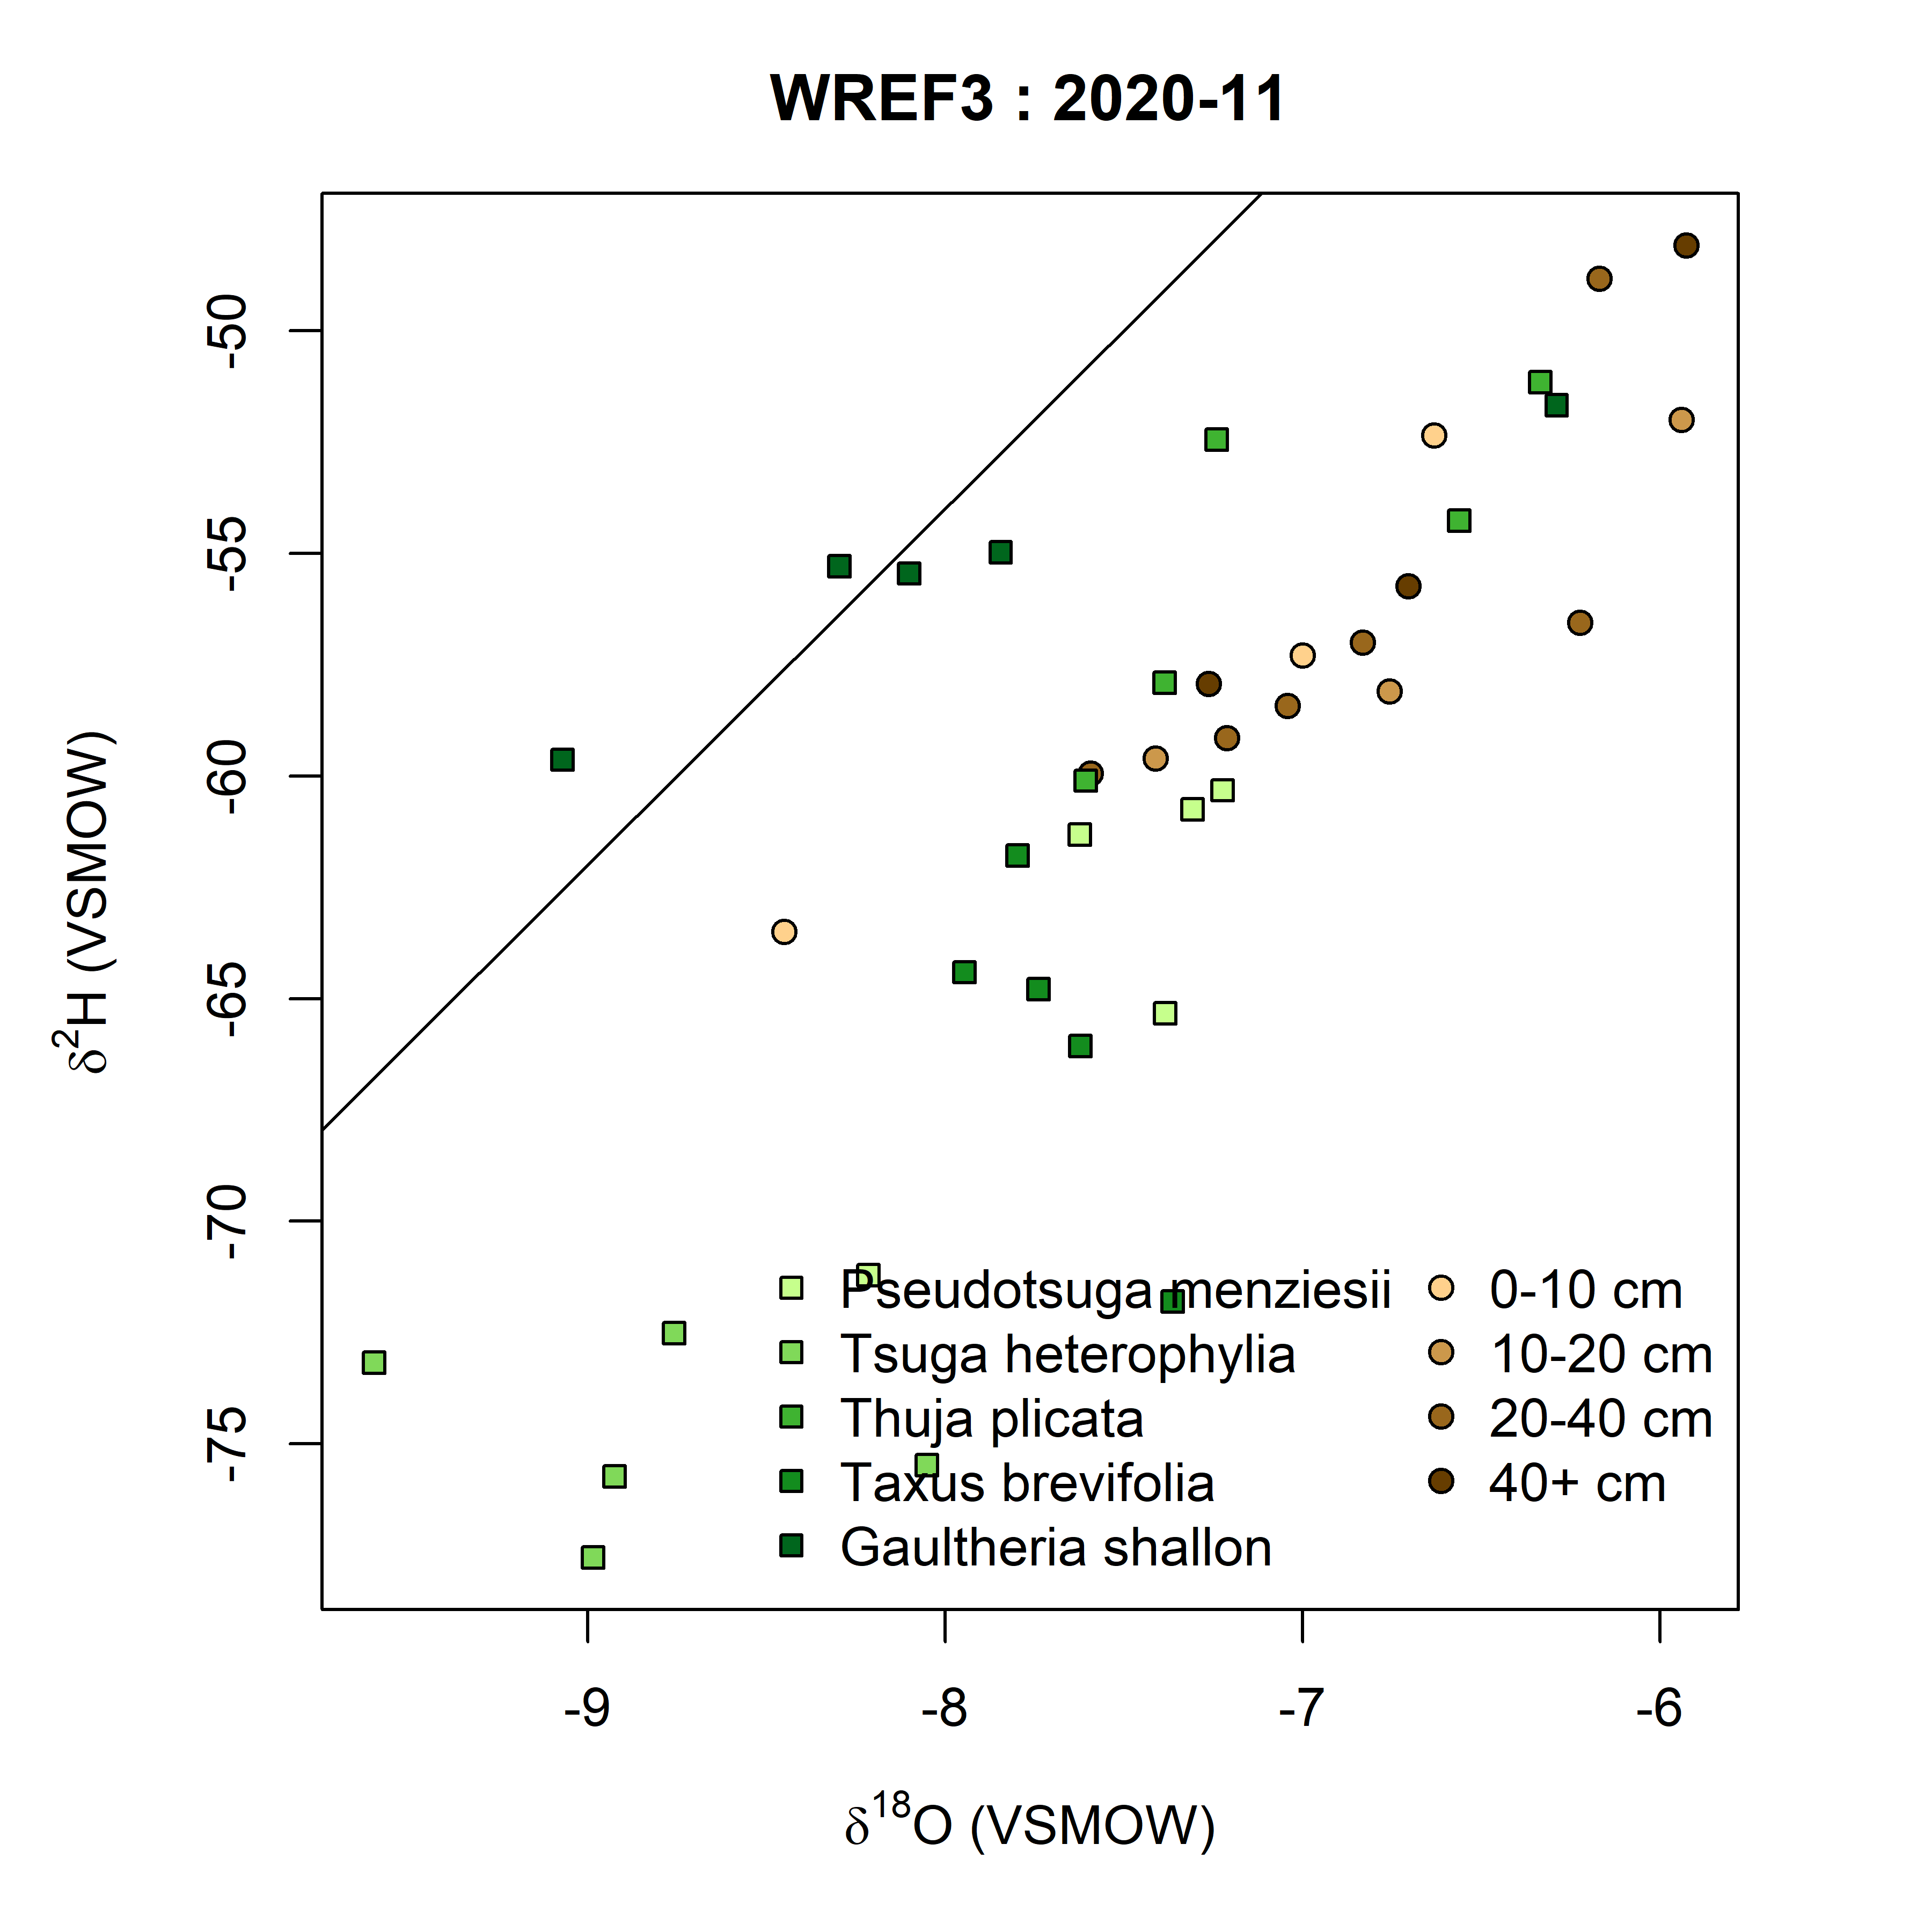 WREF3 : 2020-11
δ2H (VSMOW)
-50
-55
-60
-65
-70
-75
Pseudotsuga menziesii
Tsuga heterophylia
Thuja plicata
Taxus brevifolia
Gaultheria shallon
0-10 cm
10-20 cm
20-40 cm
40+ cm
-9 -8 -7 -6
δ18O (VSMOW)